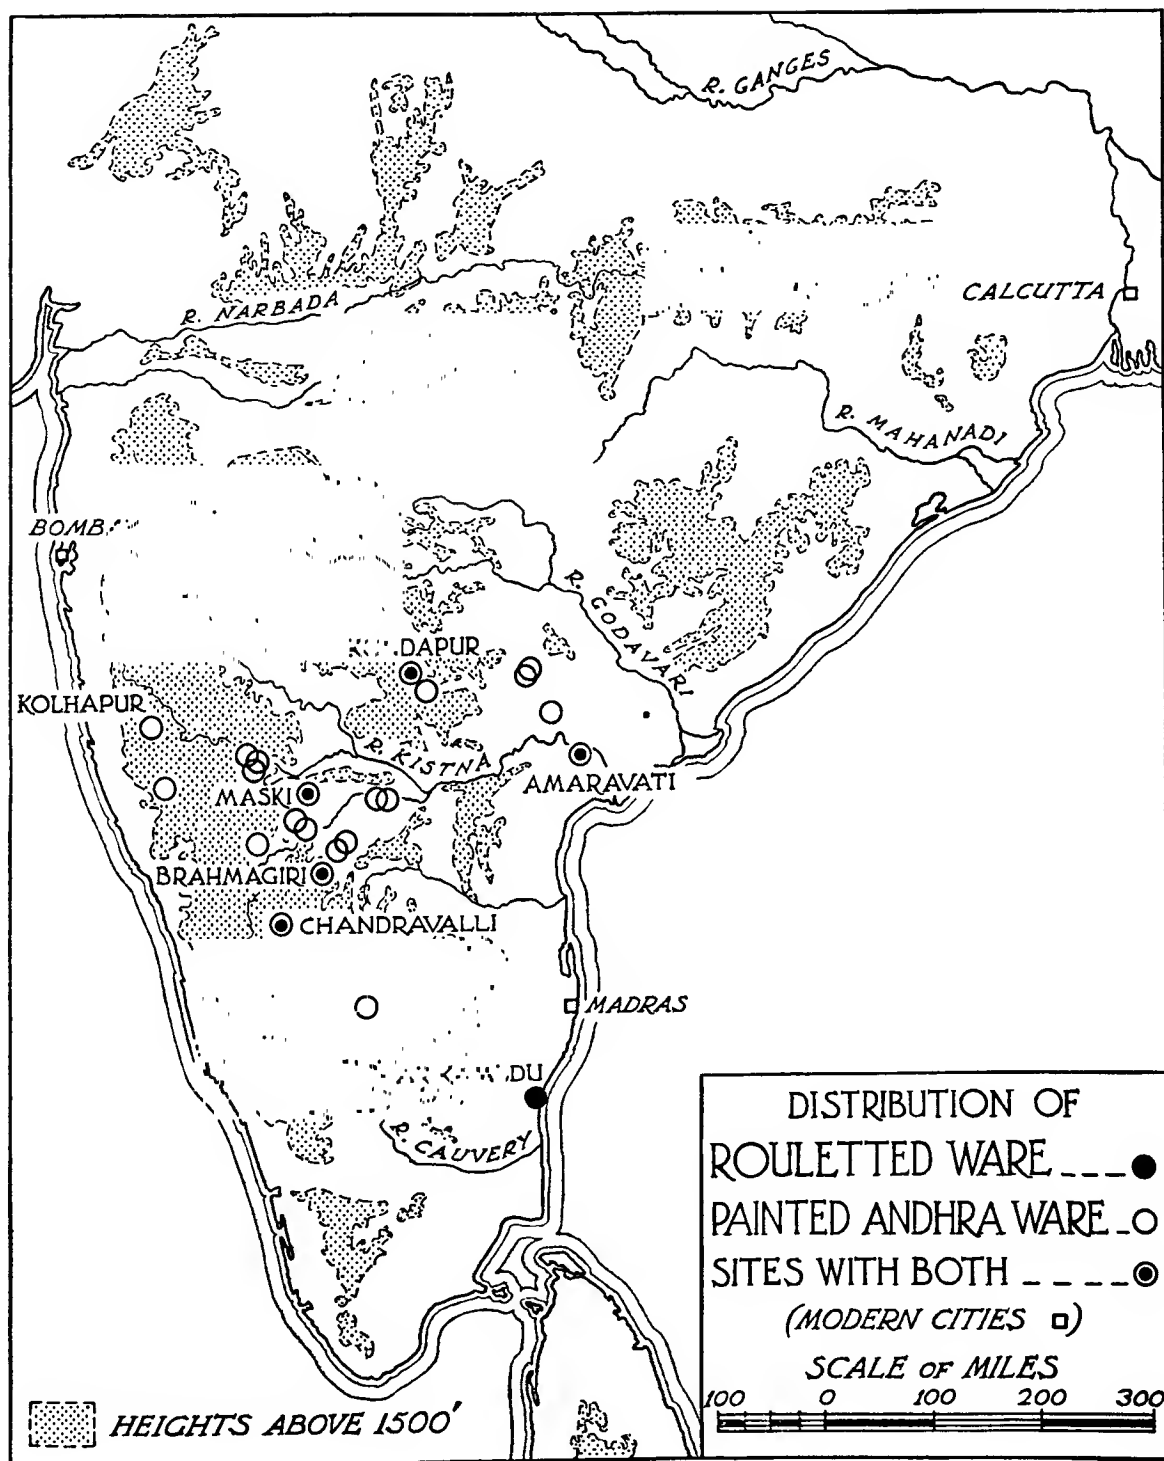 R. GANGES
CALCUTTA
R. NARBADA
R. MAHANADI
R. GODAVARI
KOLHAPUR
R. KISTNA
AMARAVATI
MASKI
BRAHMAGIRI
CHANDRAVALLI
MADRAS
R. CAUVERY
DISTRIBUTION OF
ROULETTED WARE
PAINTED ANDHRA WARE
SITES WITH BOTH
(MODERN CITIES )
SCALE OF MILES
100 0 100 200 300
HEIGHTS ABOVE 1500'